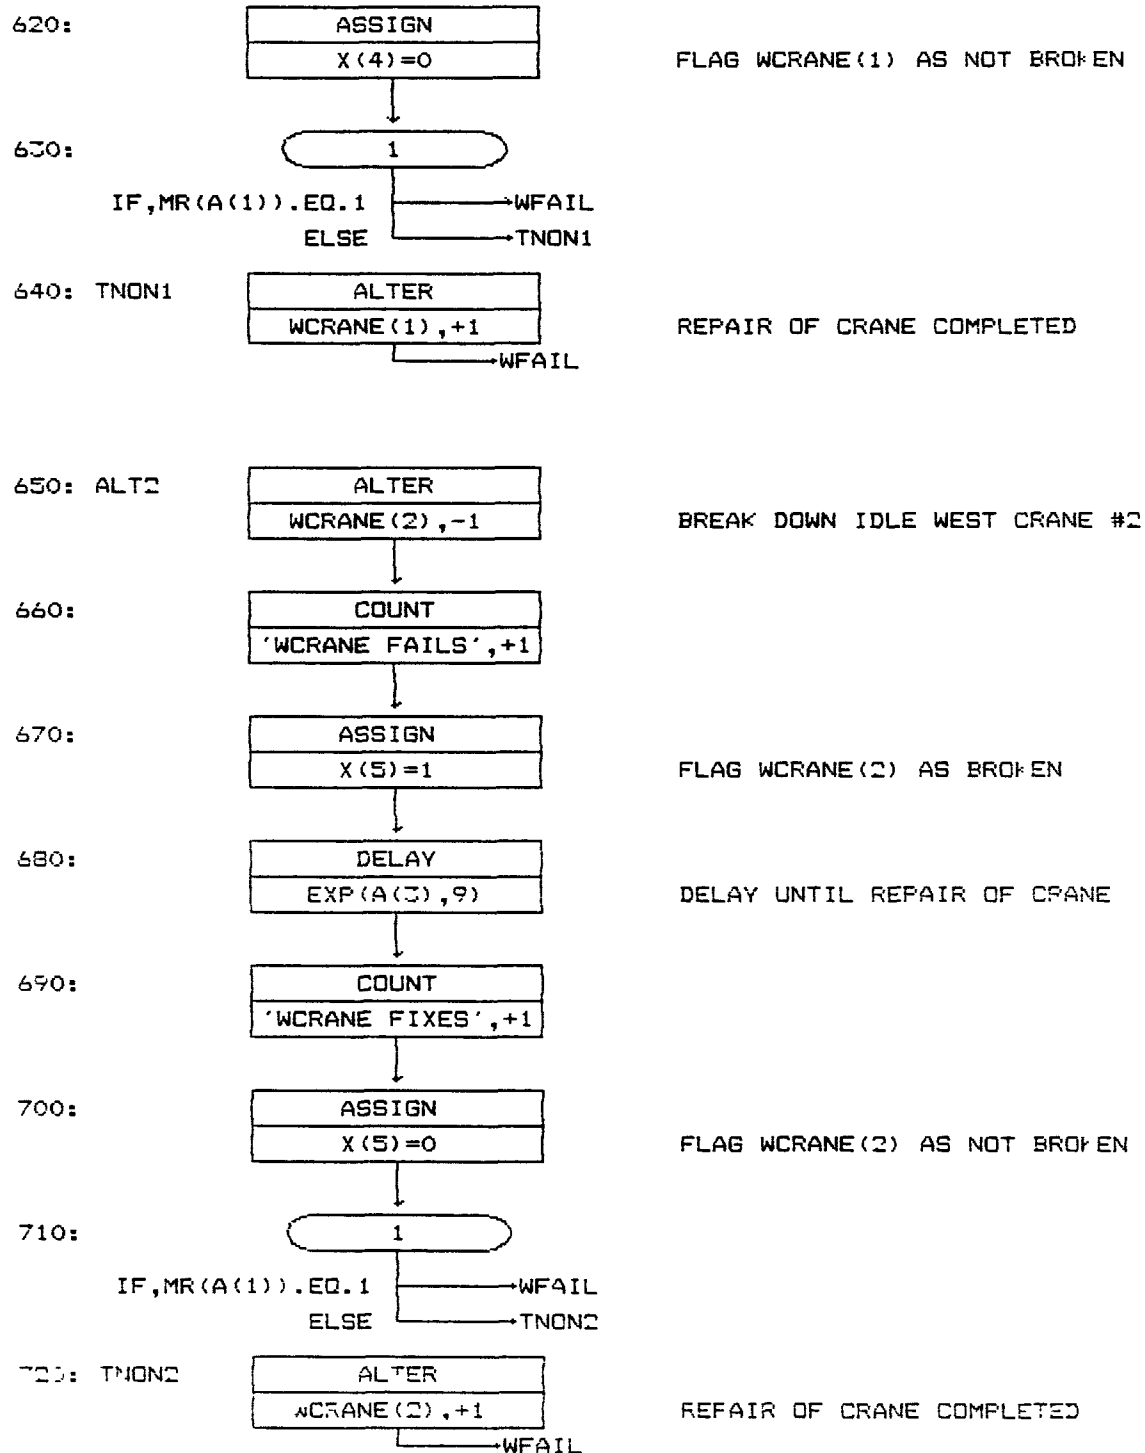 620: ASSIGN
X(4)=0 FLAG WCRANE(1) AS NOT BROKEN
630: 1
IF,MR(A(1)).EQ.1 WFAIL
ELSE TNON1
640: TNON1 ALTER
WCRANE(1),+1 REPAIR OF CRANE COMPLETED
WFAIL
650: ALT2 ALTER
WCRANE(2),-1 BREAK DOWN IDLE WEST CRANE #2
660: COUNT
'WCRANE FAILS',+1
670: ASSIGN
X(5)=1 FLAG WCRANE(2) AS BROKEN
680: DELAY
EXP(A(3),9) DELAY UNTIL REPAIR OF CRANE
690: COUNT
'WCRANE FIXES',+1
700: ASSIGN
X(5)=0 FLAG WCRANE(2) AS NOT BROKEN
710: 1
IF,MR(A(1)).EQ.1 WFAIL
ELSE TNON2
720: TNON2 ALTER
WCRANE(2),+1 REPAIR OF CRANE COMPLETED
WFAIL